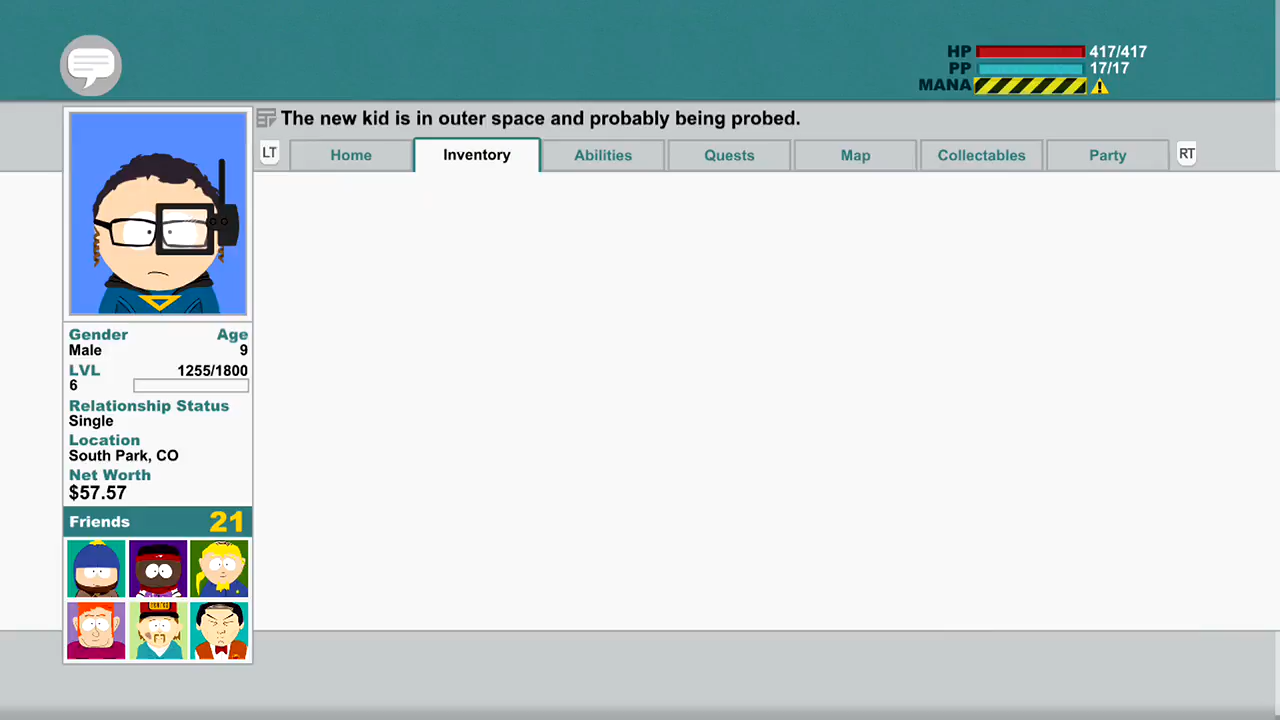 HP 417/417
PP 17/17
MANA
The new kid is in outer space and probably being probed.
LT Home Inventory Abilities Quests Map Collectables Party RT
Gender Age
Male 9
LVL 1255/1800
6
Relationship Status
Single
Location
South Park, CO
Net Worth
$57.57
Friends 21